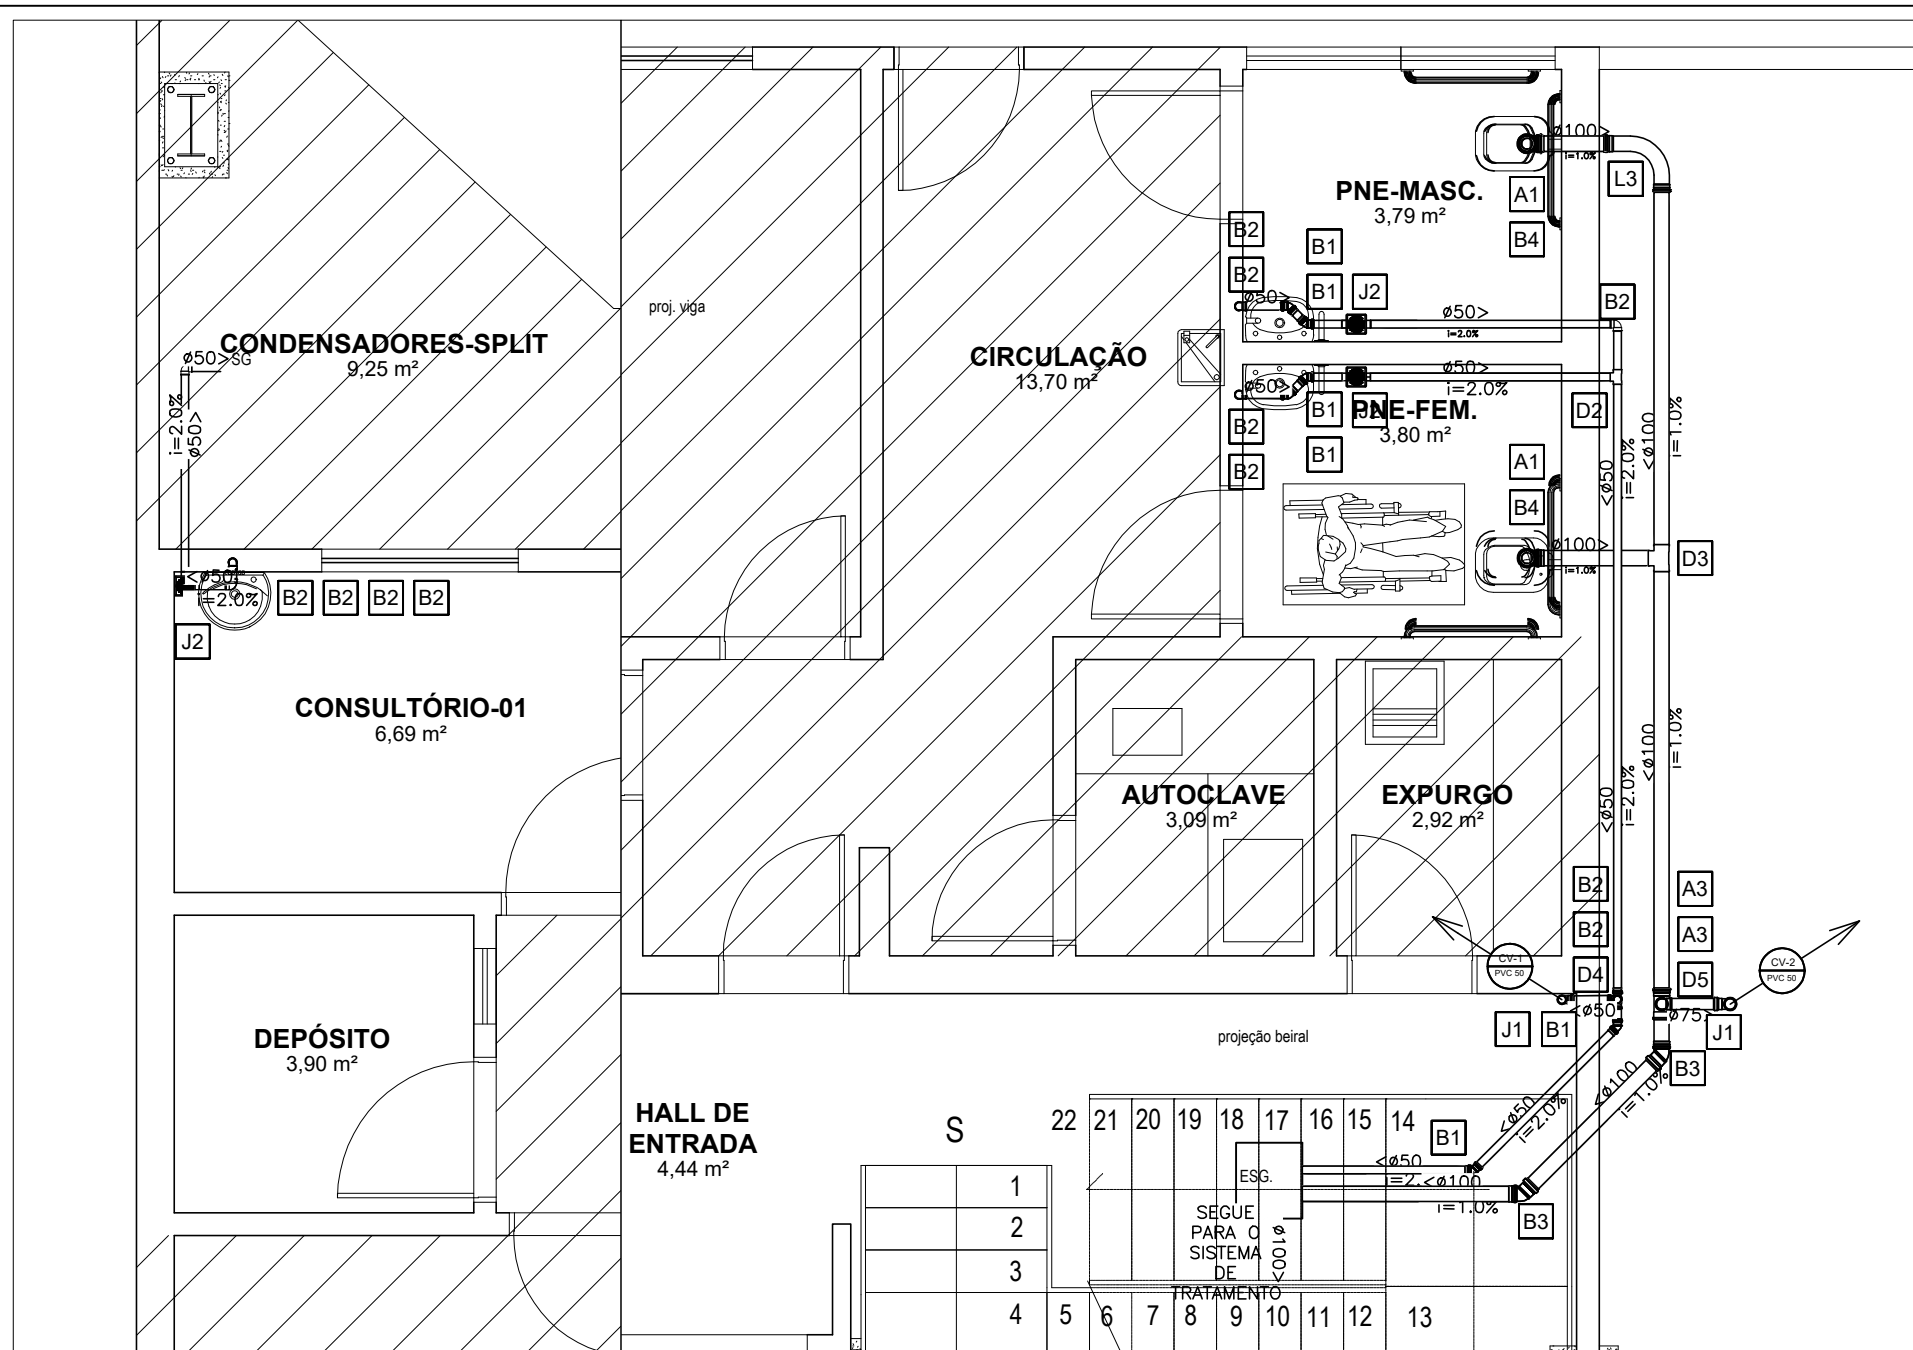 ø100>
i=1.0%
L3
PNE-MASC.
3,79 m²
A1
B4
B2
B2
B1
B1
J2
ø50>
ø50>
i=2.0%
B2
proj. viga
CONDENSADORES-SPLIT
9,25 m²
ø50>
SG
i=2.0%
ø50>
CIRCULAÇÃO
13,70 m²
ø50>
i=2.0%
ø50>
B1
J2
PNE-FEM.
3,80 m²
B2
B2
B1
D2
<ø50
i=2.0%
<ø100
i=1.0%
A1
B4
ø100>
i=1.0%
D3
<ø50
i=2.0%
B2
B2
B2
B2
J2
CONSULTÓRIO-01
6,69 m²
AUTOCLAVE
3,09 m²
EXPURGO
2,92 m²
<ø50
i=2.0%
<ø100
i=1.0%
B2
B2
D4
A3
A3
D5
CV-1
PVC 50
CV-2
PVC 50
<ø50
ø75>
J1
B1
J1
B3
DEPÓSITO
3,90 m²
projeção beiral
HALL DE
ENTRADA
4,44 m²
S
22
21
20
19
18
17
16
15
14
<ø50
i=2.0%
<ø100
i=1.0%
B1
ESG.
<ø50
i=2.
<ø100
i=1.0%
B3
SEGUE
PARA O
SISTEMA
DE
TRATAMENTO
ø100>
1
2
3
4
5
6
7
8
9
10
11
12
13